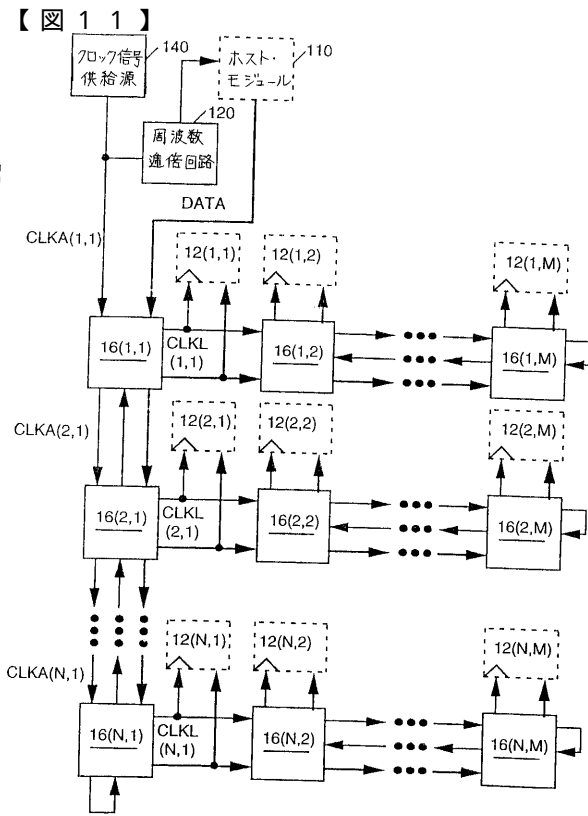 【図11】
クロック信号
供給源
140
ホスト・
モジュール
110
周波数
逓倍回路
120
DATA
CLKA(1,1)
12(1,1)
12(1,2)
12(1,M)
16(1,1)
CLKL
(1,1)
16(1,2)
16(1,M)
CLKA(2,1)
12(2,1)
12(2,2)
12(2,M)
16(2,1)
CLKL
(2,1)
16(2,2)
16(2,M)
12(N,1)
12(N,2)
12(N,M)
CLKA(N,1)
16(N,1)
CLKL
(N,1)
16(N,2)
16(N,M)